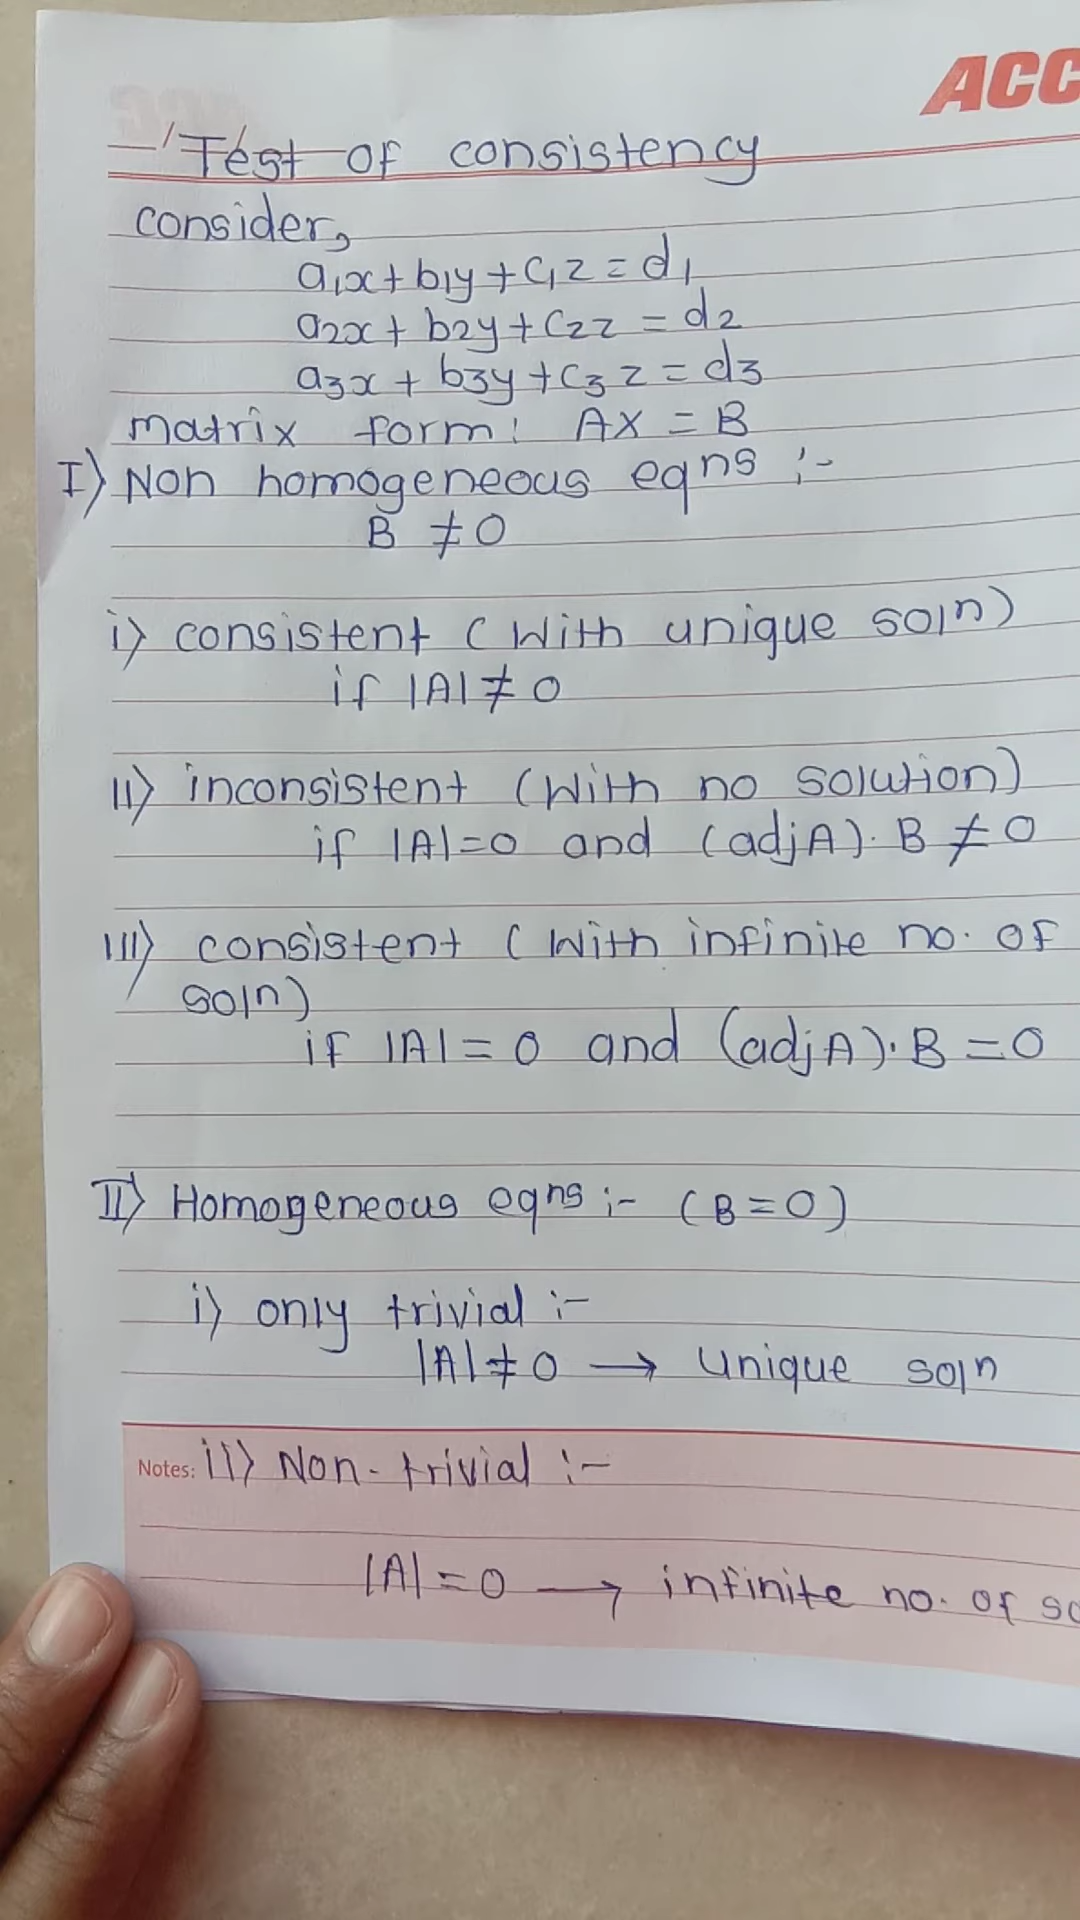 ACC
Test of consistency
consider,
a1x + b1y + c1z = d1
a2x + b2y + c2z = d2
a3x + b3y + c3z = d3
matrix form: AX = B
I) Non homogeneous eqns :-
B ≠ 0
i) consistent (with unique soln)
if |A| ≠ 0
ii) inconsistent (with no solution)
if |A|=0 and (adjA). B ≠ 0
iii) consistent (with infinite no. of
soln)
if |A| = 0 and (adjA).B = 0
II) Homogeneous eqns :- (B=0)
i) only trivial :-
|A| ≠ 0 → unique soln
Notes: ii) Non-trivial :-
|A| = 0 → infinite no. of